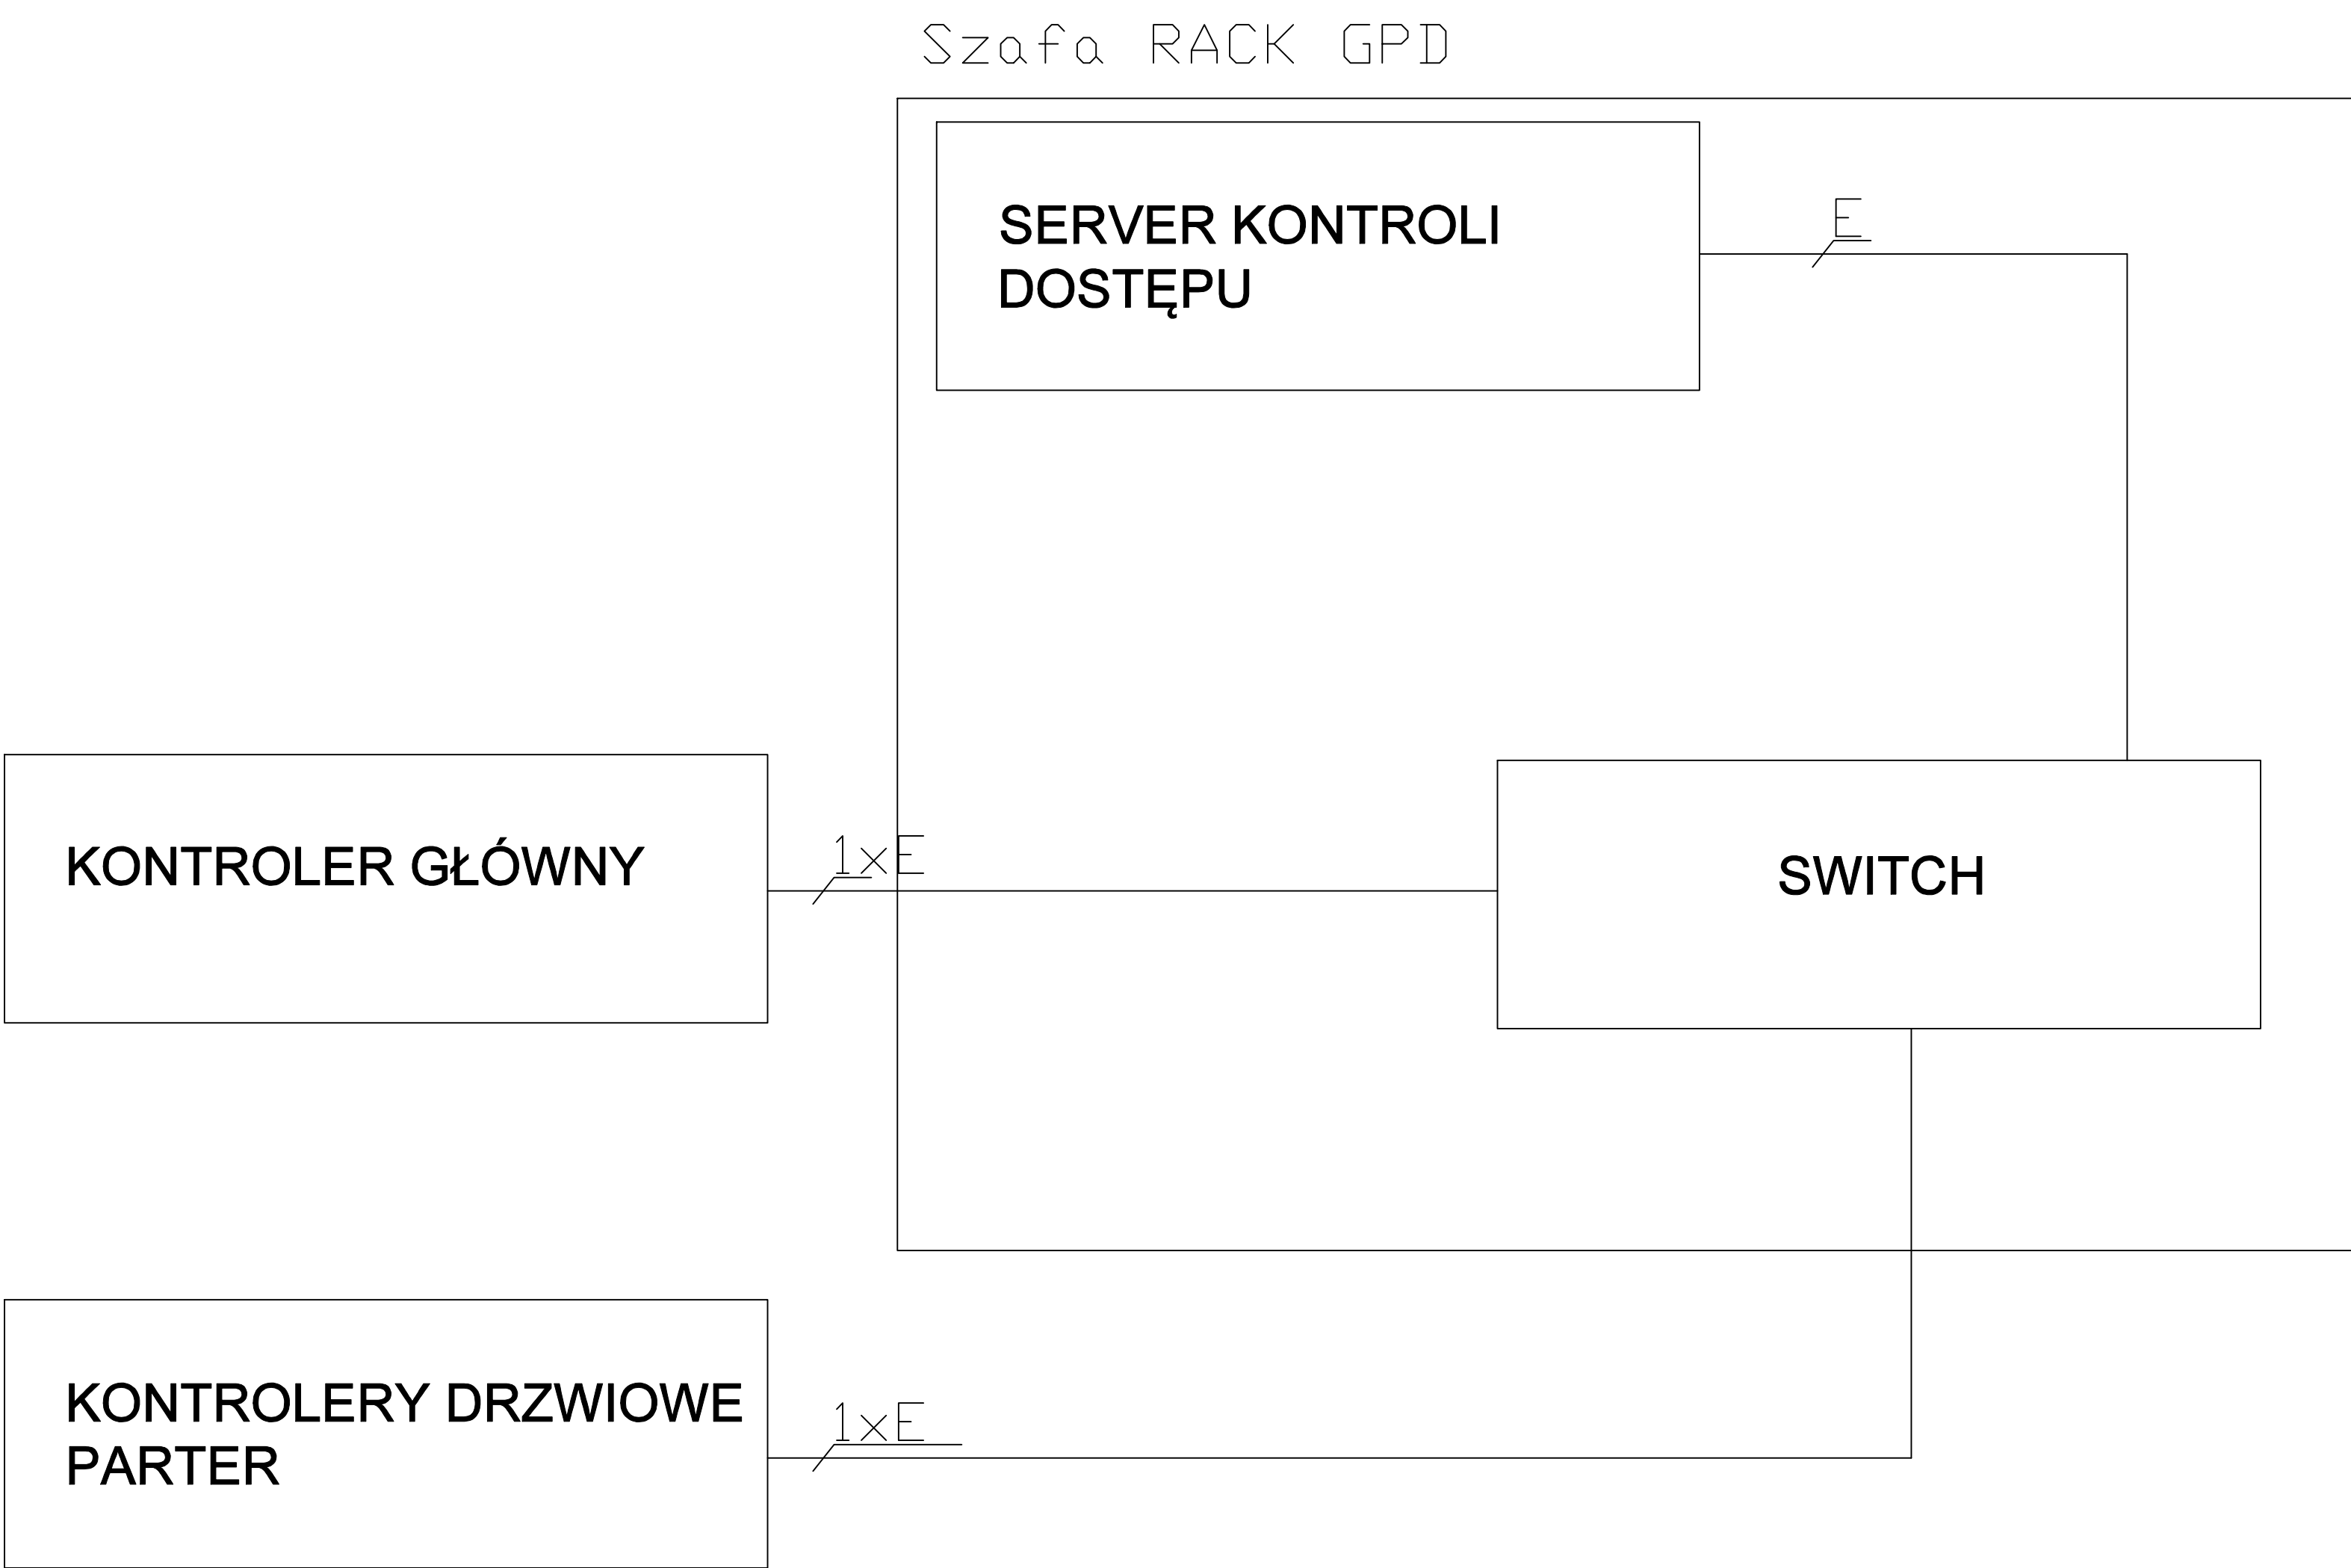 Szafa RACK GPD
SERVER KONTROLI
DOSTĘPU
E
KONTROLER GŁÓWNY
1xE
SWITCH
KONTROLERY DRZWIOWE
PARTER
1xE